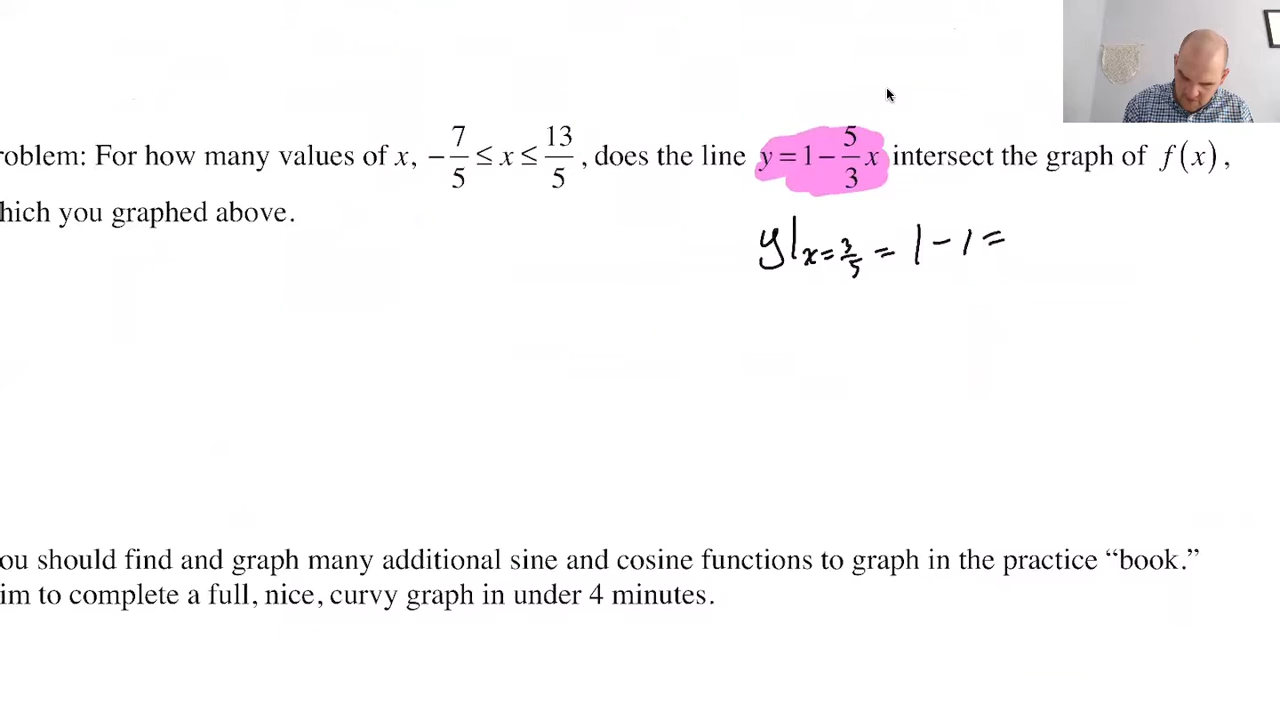 roblem: For how many values of x, −7/5 ≤ x ≤ 13/5, does the line y = 1 − 5/3 x intersect the graph of f(x),
hich you graphed above.
y|x=3/5 = 1 − 1 =
ou should find and graph many additional sine and cosine functions to graph in the practice “book.”
im to complete a full, nice, curvy graph in under 4 minutes.